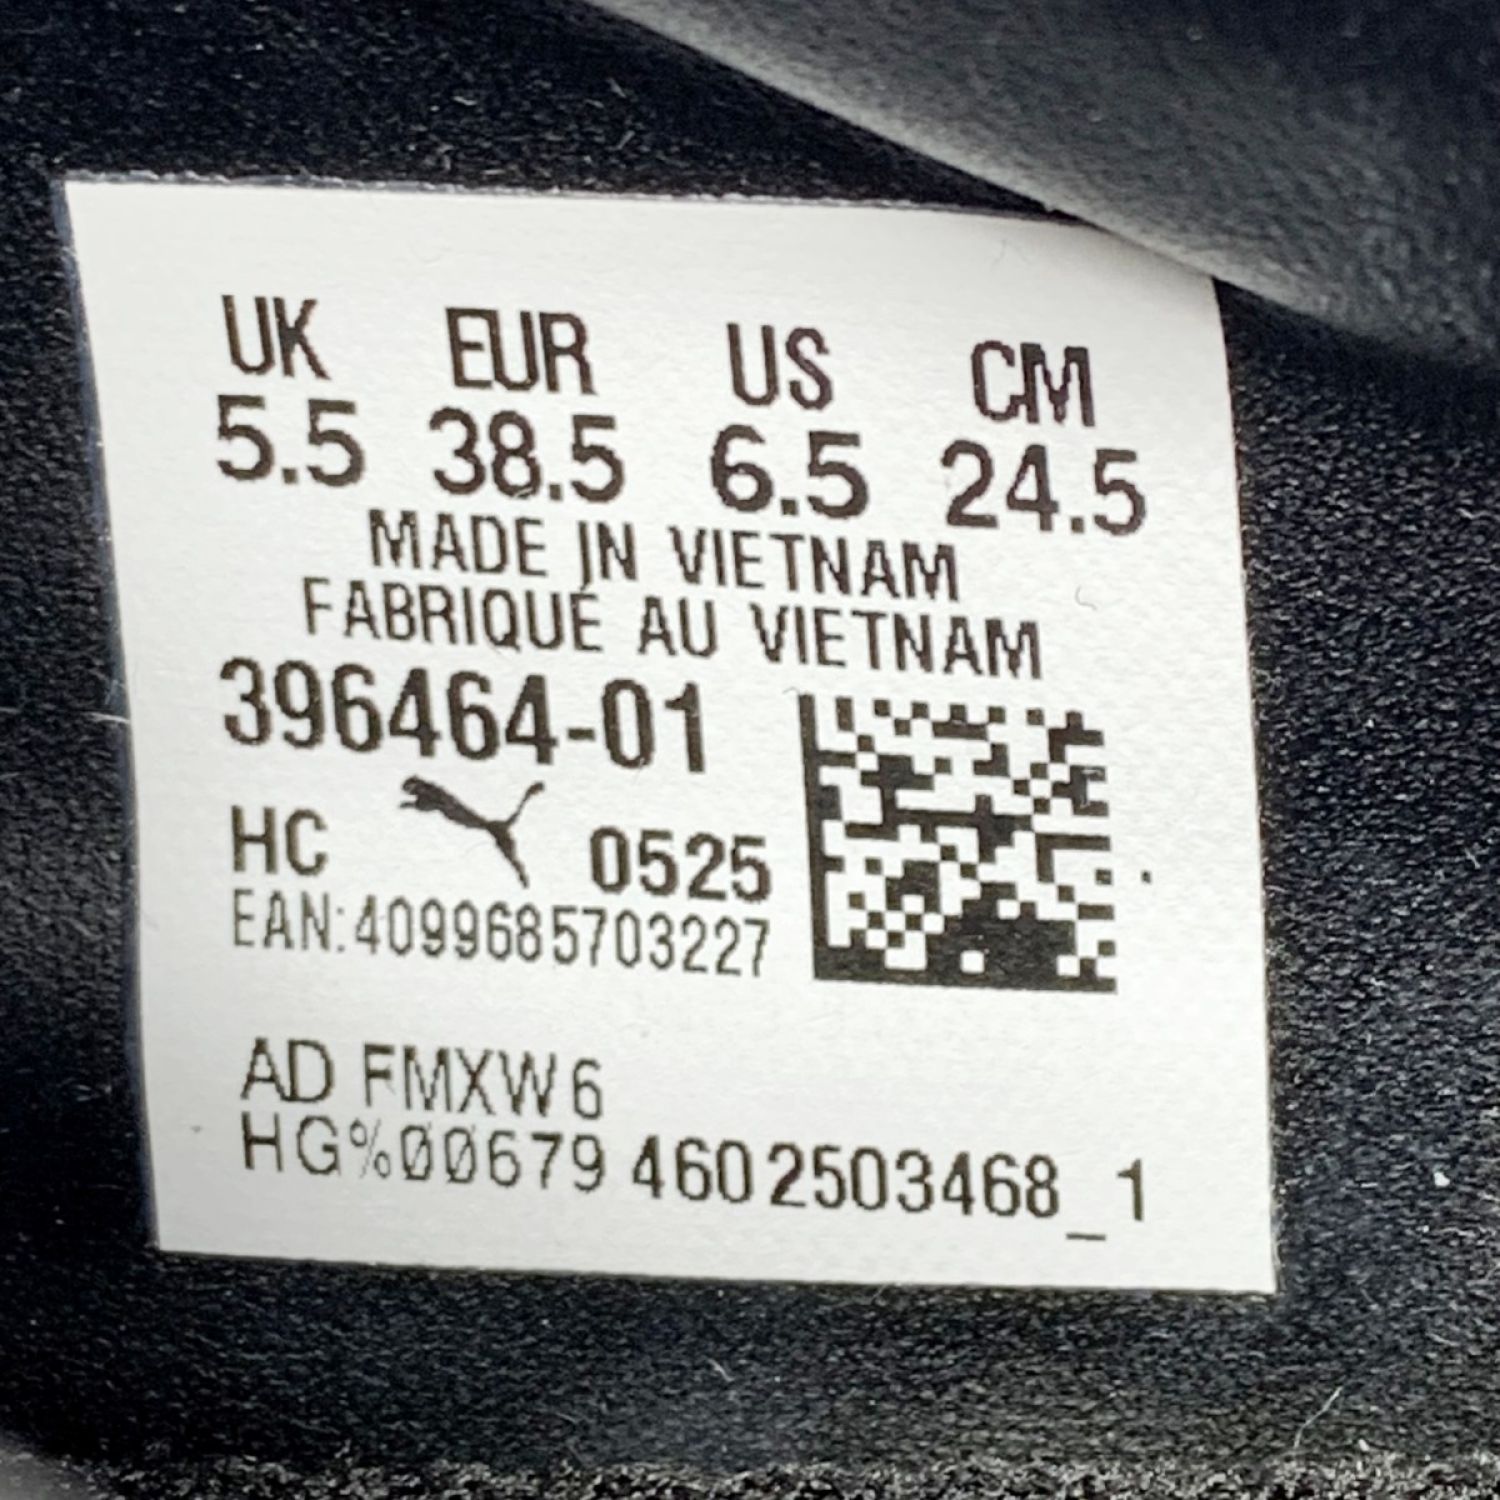 UK EUR US CM
5.5 38.5 6.5 24.5
MADE IN VIETNAM
FABRIQUÉ AU VIETNAM
396464-01
HC 0525
EAN:4099685703227
AD FMXW6
HG%00679 4602503468_1